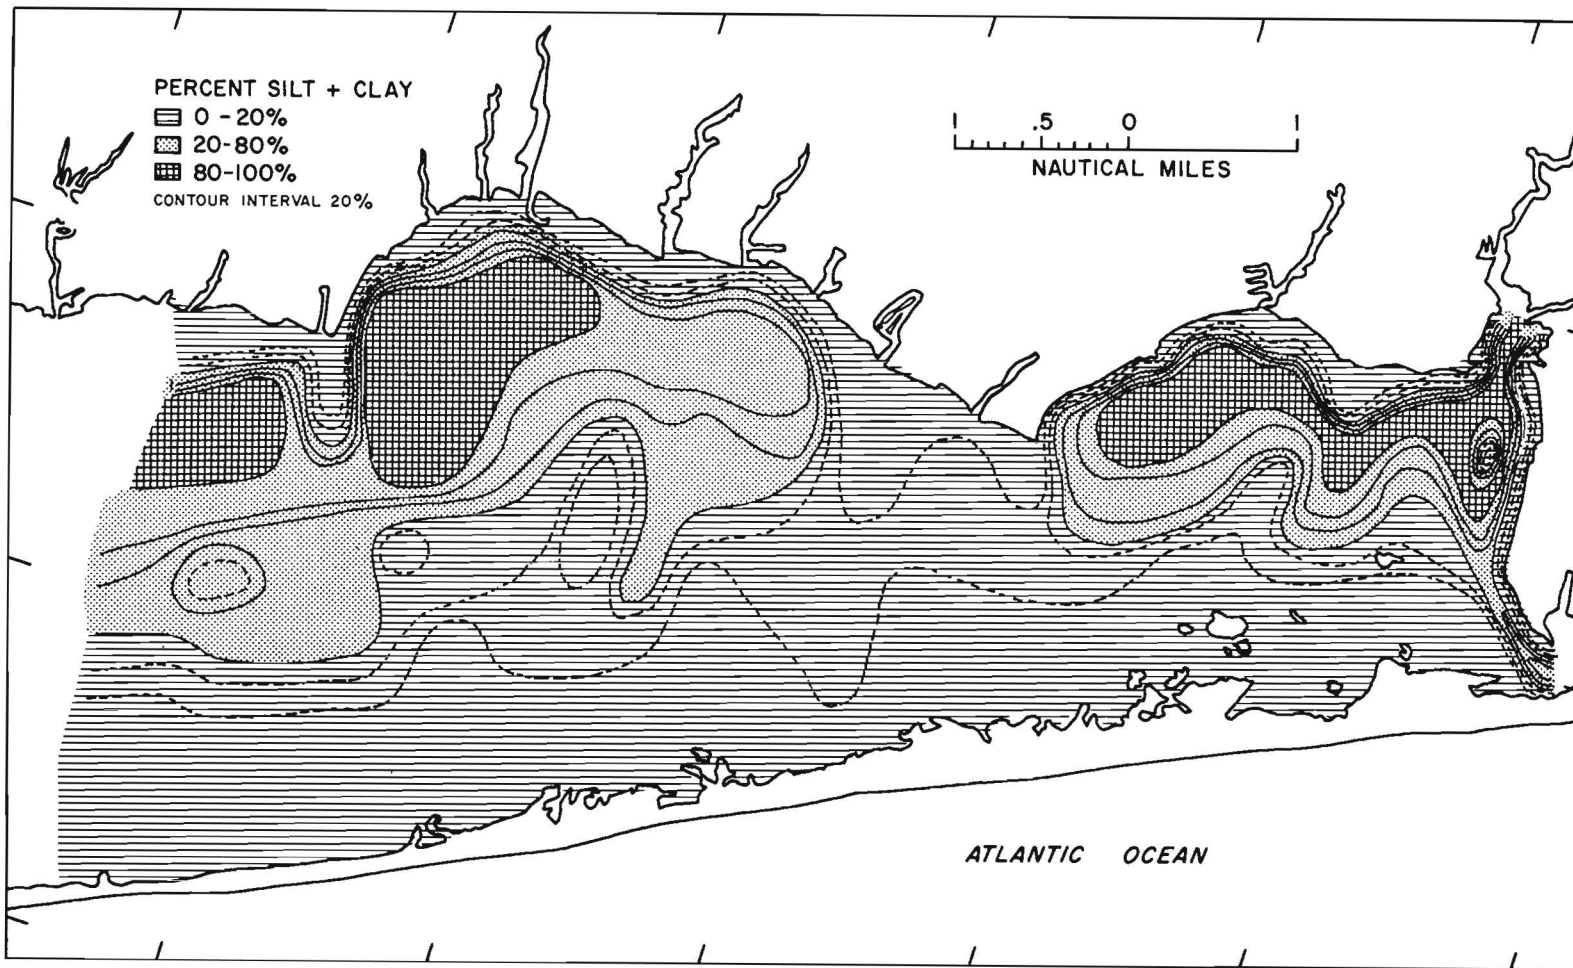 PERCENT SILT + CLAY
0 - 20%
20-80%
80-100%
CONTOUR INTERVAL 20%
1 .5 0 1
NAUTICAL MILES
ATLANTIC OCEAN